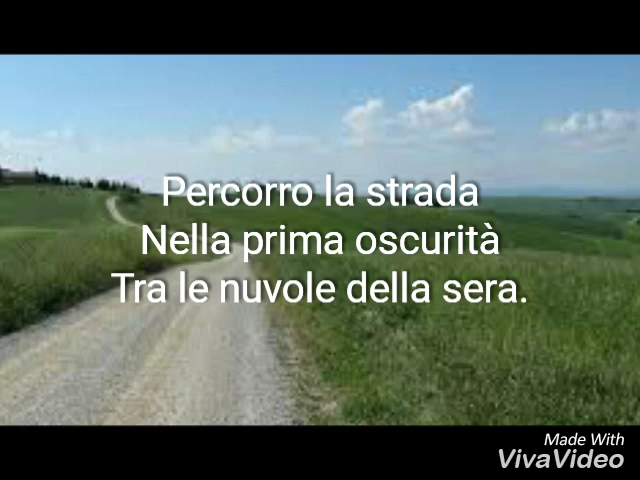 Percorro la strada
Nella prima oscurità
Tra le nuvole della sera.
Made With
VivaVideo